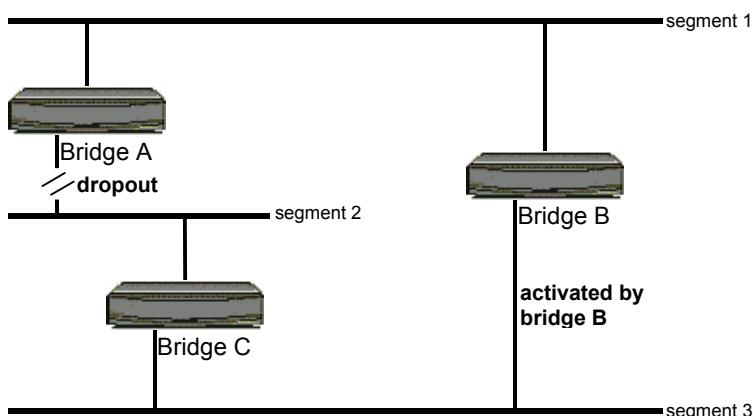 segment 1
Bridge A
dropout
segment 2
Bridge B
activated by
bridge B
Bridge C
segment 3